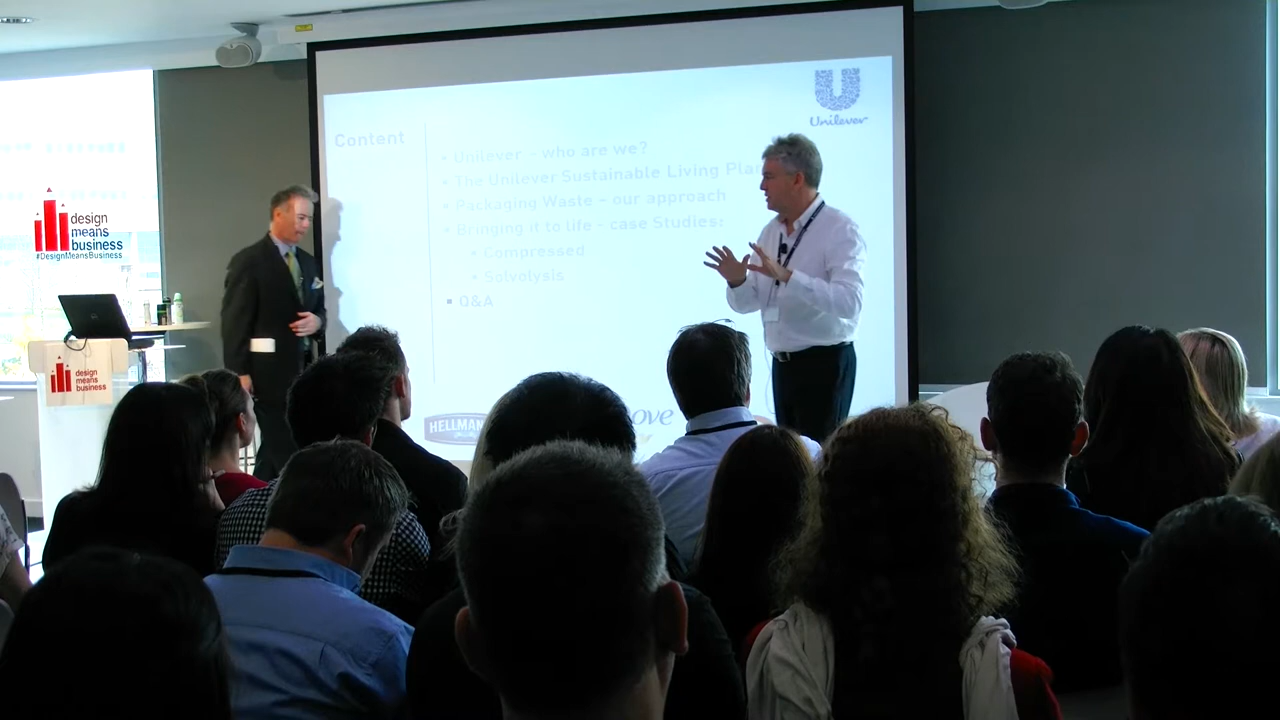 Unilever
Content
• Unilever – who are we?
• The Unilever Sustainable Living
• Packaging Waste – our approach
• Bringing it to life – case Studies:
• Compressed
• Solvolysis
▪ Q&A
design
means
business
#DesignMeansBusiness
design
means
business